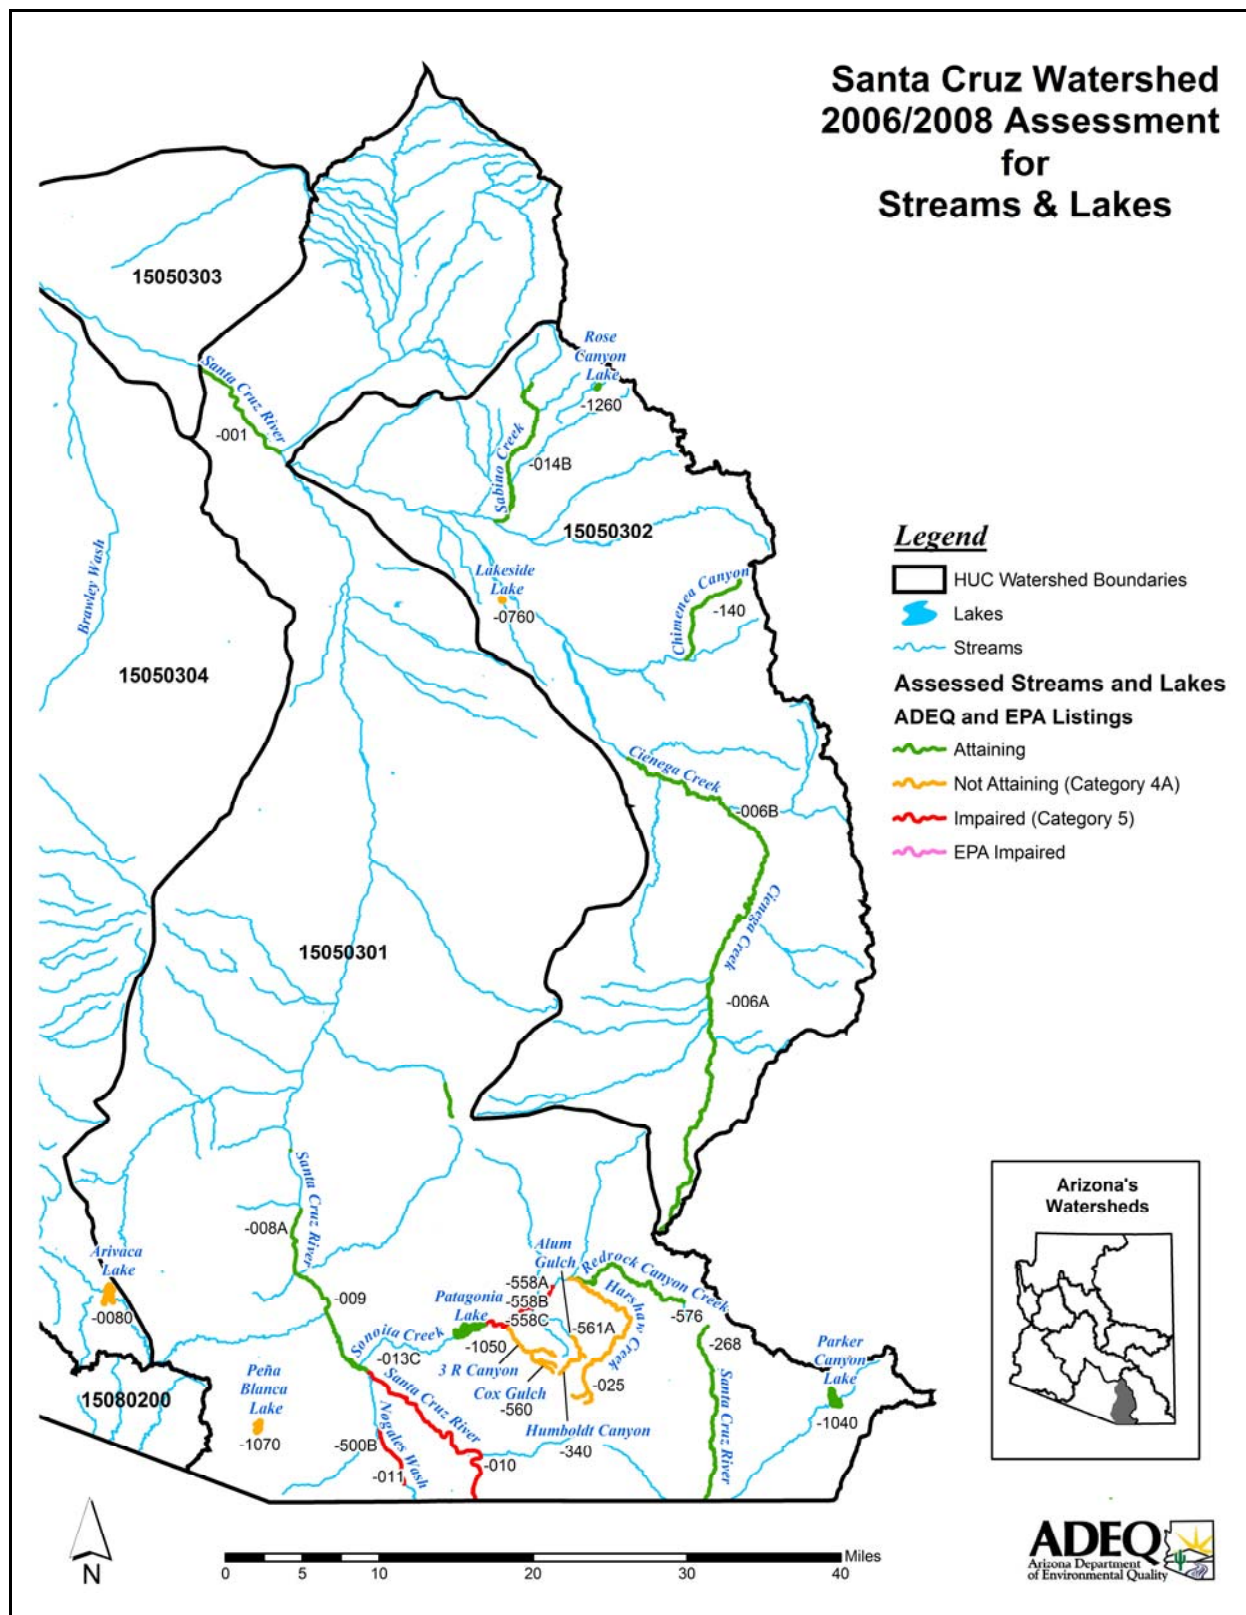 Santa Cruz Watershed
2006/2008 Assessment
for
Streams & Lakes
15050303
Santa Cruz River
-001
Rose
Canyon
Lake
-1260
Sabino Creek
-014B
15050302
Brawley Wash
Lakeside
Lake
-0760
Chimenea Canyon
-140
15050304
Legend
HUC Watershed Boundaries
Lakes
Streams
Assessed Streams and Lakes
ADEQ and EPA Listings
Attaining
Not Attaining (Category 4A)
Impaired (Category 5)
EPA Impaired
Cienega Creek
-006B
Cienega Creek
-006A
15050301
Santa Cruz River
-008A
Arivaca
Lake
-0080
-009
Alum
Gulch
Redrock Canyon Creek
-558A
-558B
-558C
Patagonia
Lake
-1050
-561A
Harshaw Creek
-576
-268
Sonoita Creek
-013C
3 R Canyon
Cox Gulch
-560
-025
Parker
Canyon
Lake
-1040
15080200
Peña
Blanca
Lake
-1070
Santa Cruz River
Nogales Wash
-500B
-011
-010
Humboldt Canyon
-340
Santa Cruz River
Arizona's
Watersheds
N
0 5 10 20 30 40
Miles
ADEQ
Arizona Department
of Environmental Quality